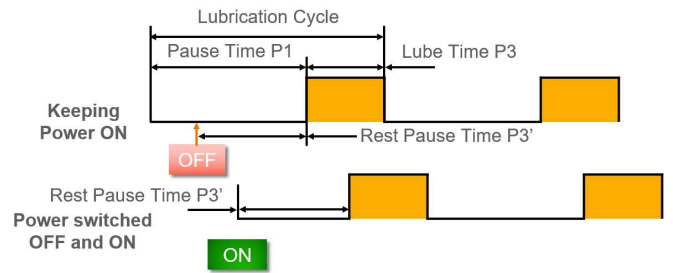 Lubrication Cycle
Pause Time P1
Lube Time P3
Keeping
Power ON
Rest Pause Time P3’
OFF
Rest Pause Time P3’
Power switched
OFF and ON
ON